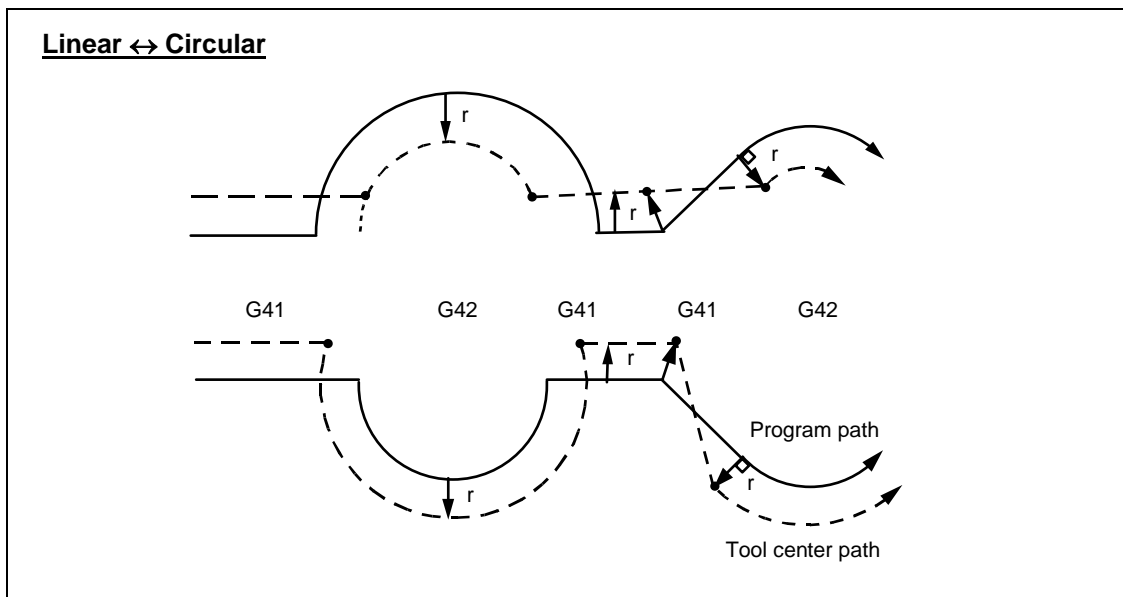 Linear ↔ Circular
r
r
r
G41 G42 G41 G41 G42
r
Program path
r
r
Tool center path